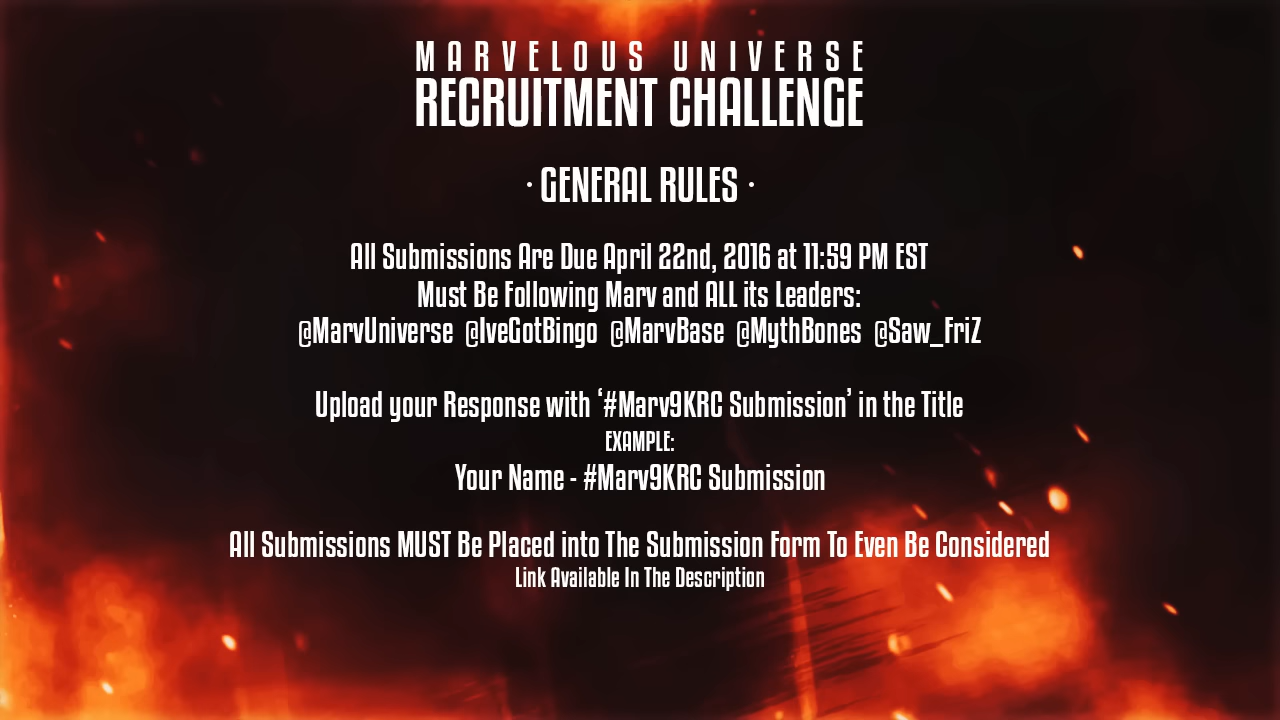 MARVELOUS UNIVERSE
RECRUITMENT CHALLENGE
· GENERAL RULES ·
All Submissions Are Due April 22nd, 2016 at 11:59 PM EST
Must Be Following Marv and ALL its Leaders:
@MarvUniverse @IveGotBingo @MarvBase @MythBones @Saw_FriZ
Upload your Response with ‘#Marv9KRC Submission’ in the Title
EXAMPLE:
Your Name - #Marv9KRC Submission
All Submissions MUST Be Placed into The Submission Form To Even Be Considered
Link Available In The Description